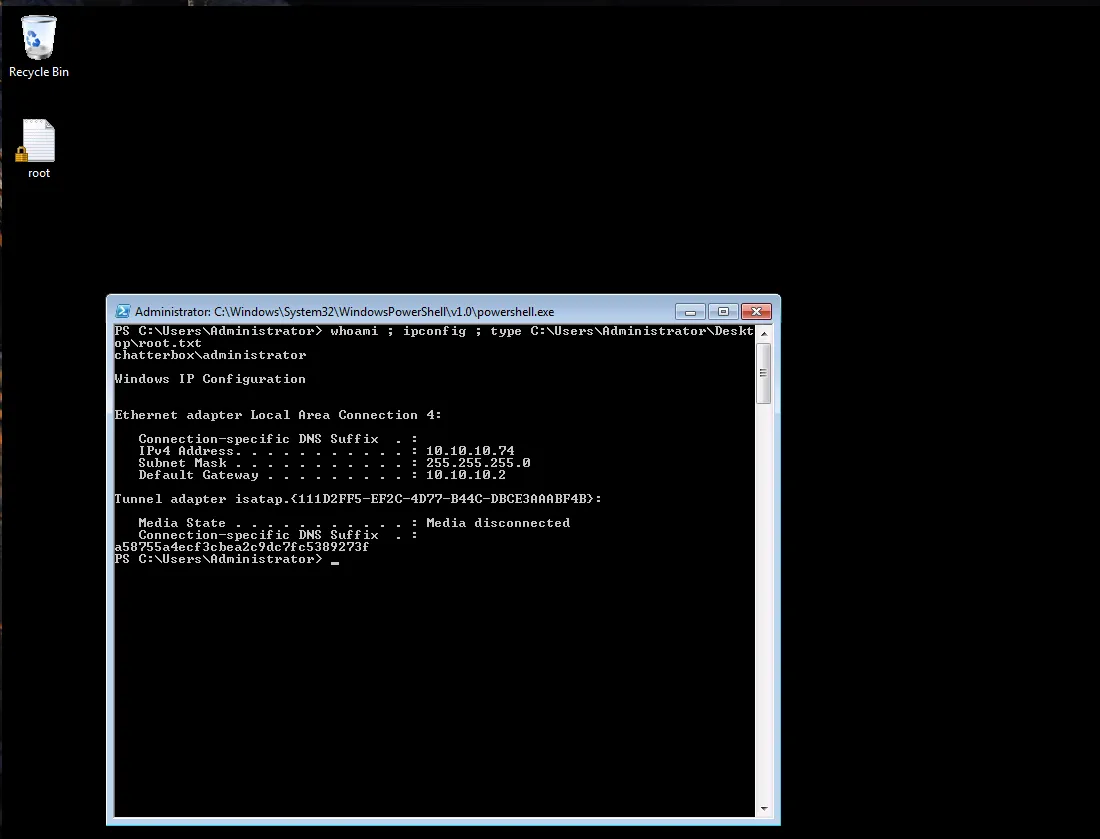 Recycle Bin
root
Administrator: C:\Windows\System32\WindowsPowerShell\v1.0\powershell.exe
PS C:\Users\Administrator> whoami ; ipconfig ; type C:\Users\Administrator\Deskt
op\root.txt
chatterbox\administrator
Windows IP Configuration
Ethernet adapter Local Area Connection 4:
   Connection-specific DNS Suffix  . :
   IPv4 Address. . . . . . . . . . . : 10.10.10.74
   Subnet Mask . . . . . . . . . . . : 255.255.255.0
   Default Gateway . . . . . . . . . : 10.10.10.2
Tunnel adapter isatap.{111D2FF5-EF2C-4D77-B44C-DBCE3AAABF4B}:
   Media State . . . . . . . . . . . : Media disconnected
   Connection-specific DNS Suffix  . :
a58755a4ecf3cbea2c9dc7fc5389273f
PS C:\Users\Administrator> _